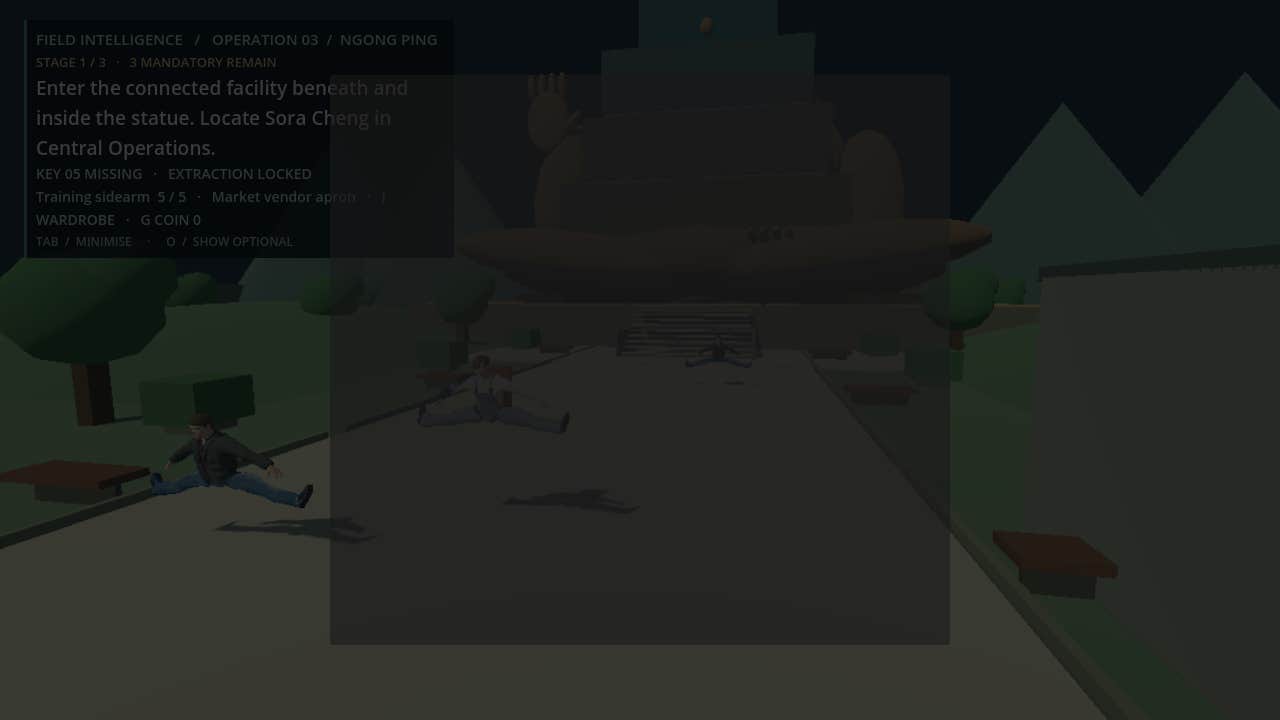 FIELD INTELLIGENCE / OPERATION 03 / NGONG PING
STAGE 1 / 3 · 3 MANDATORY REMAIN
Enter the connected facility beneath and
inside the statue. Locate Sora Cheng in
Central Operations.
KEY 05 MISSING · EXTRACTION LOCKED
Training sidearm 5 / 5 · Market vendor apron · I
WARDROBE · G COIN 0
TAB / MINIMISE · O / SHOW OPTIONAL